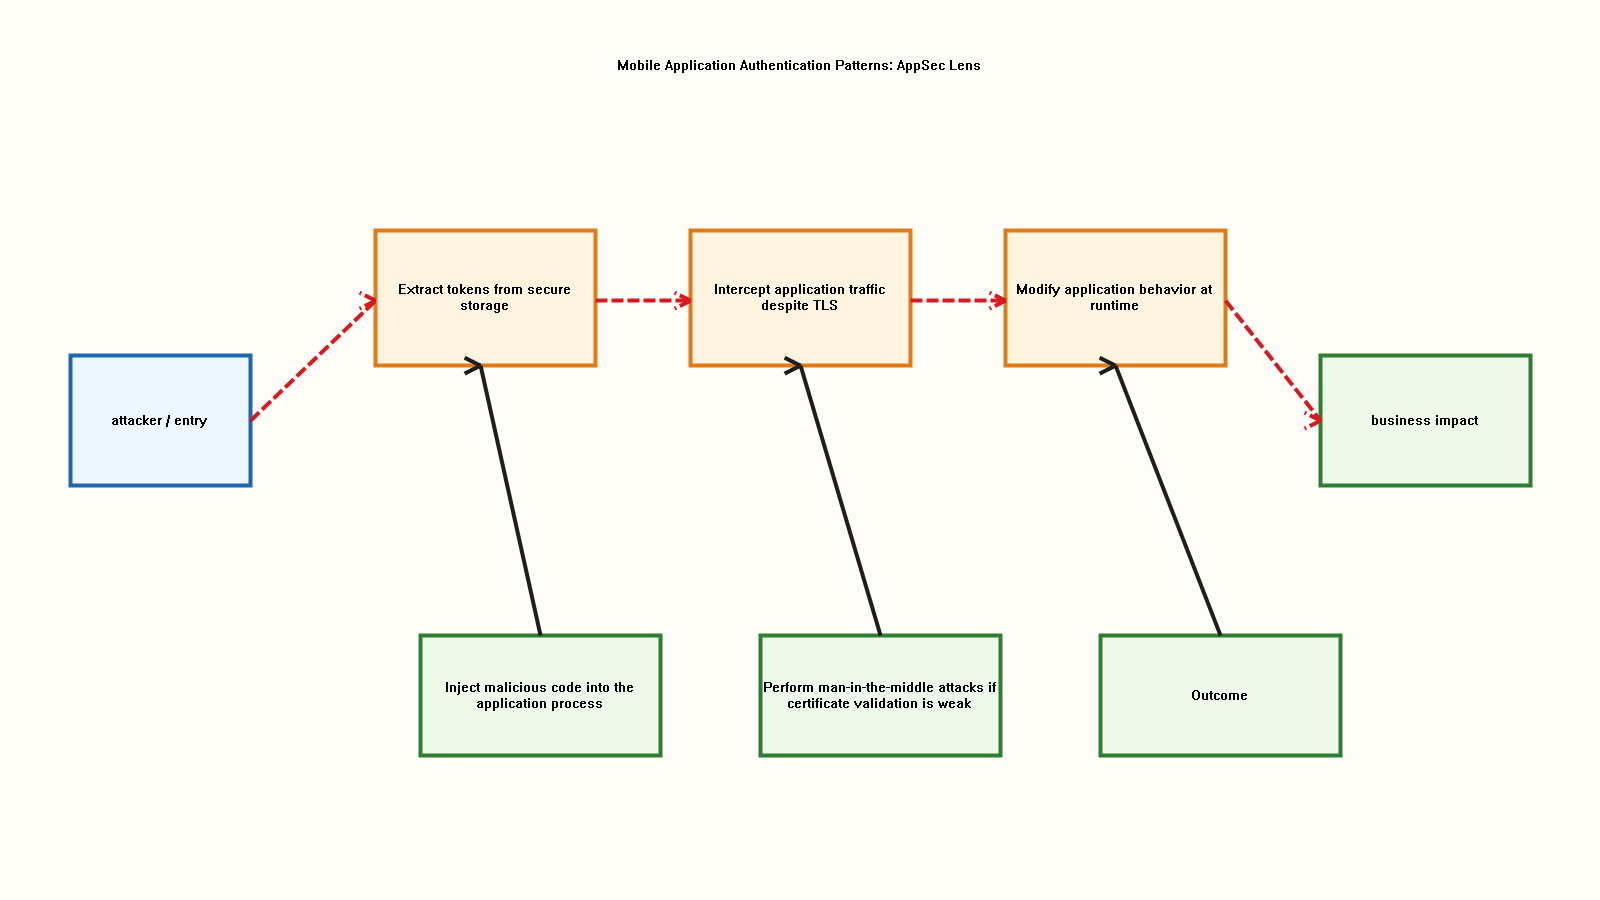 Mobile Application Authentication Patterns: AppSec Lens
Extract tokens from secure
storage
Intercept application traffic
despite TLS
Modify application behavior at
runtime
attacker / entry
business impact
Inject malicious code into the
application process
Perform man-in-the-middle attacks if
certificate validation is weak
Outcome